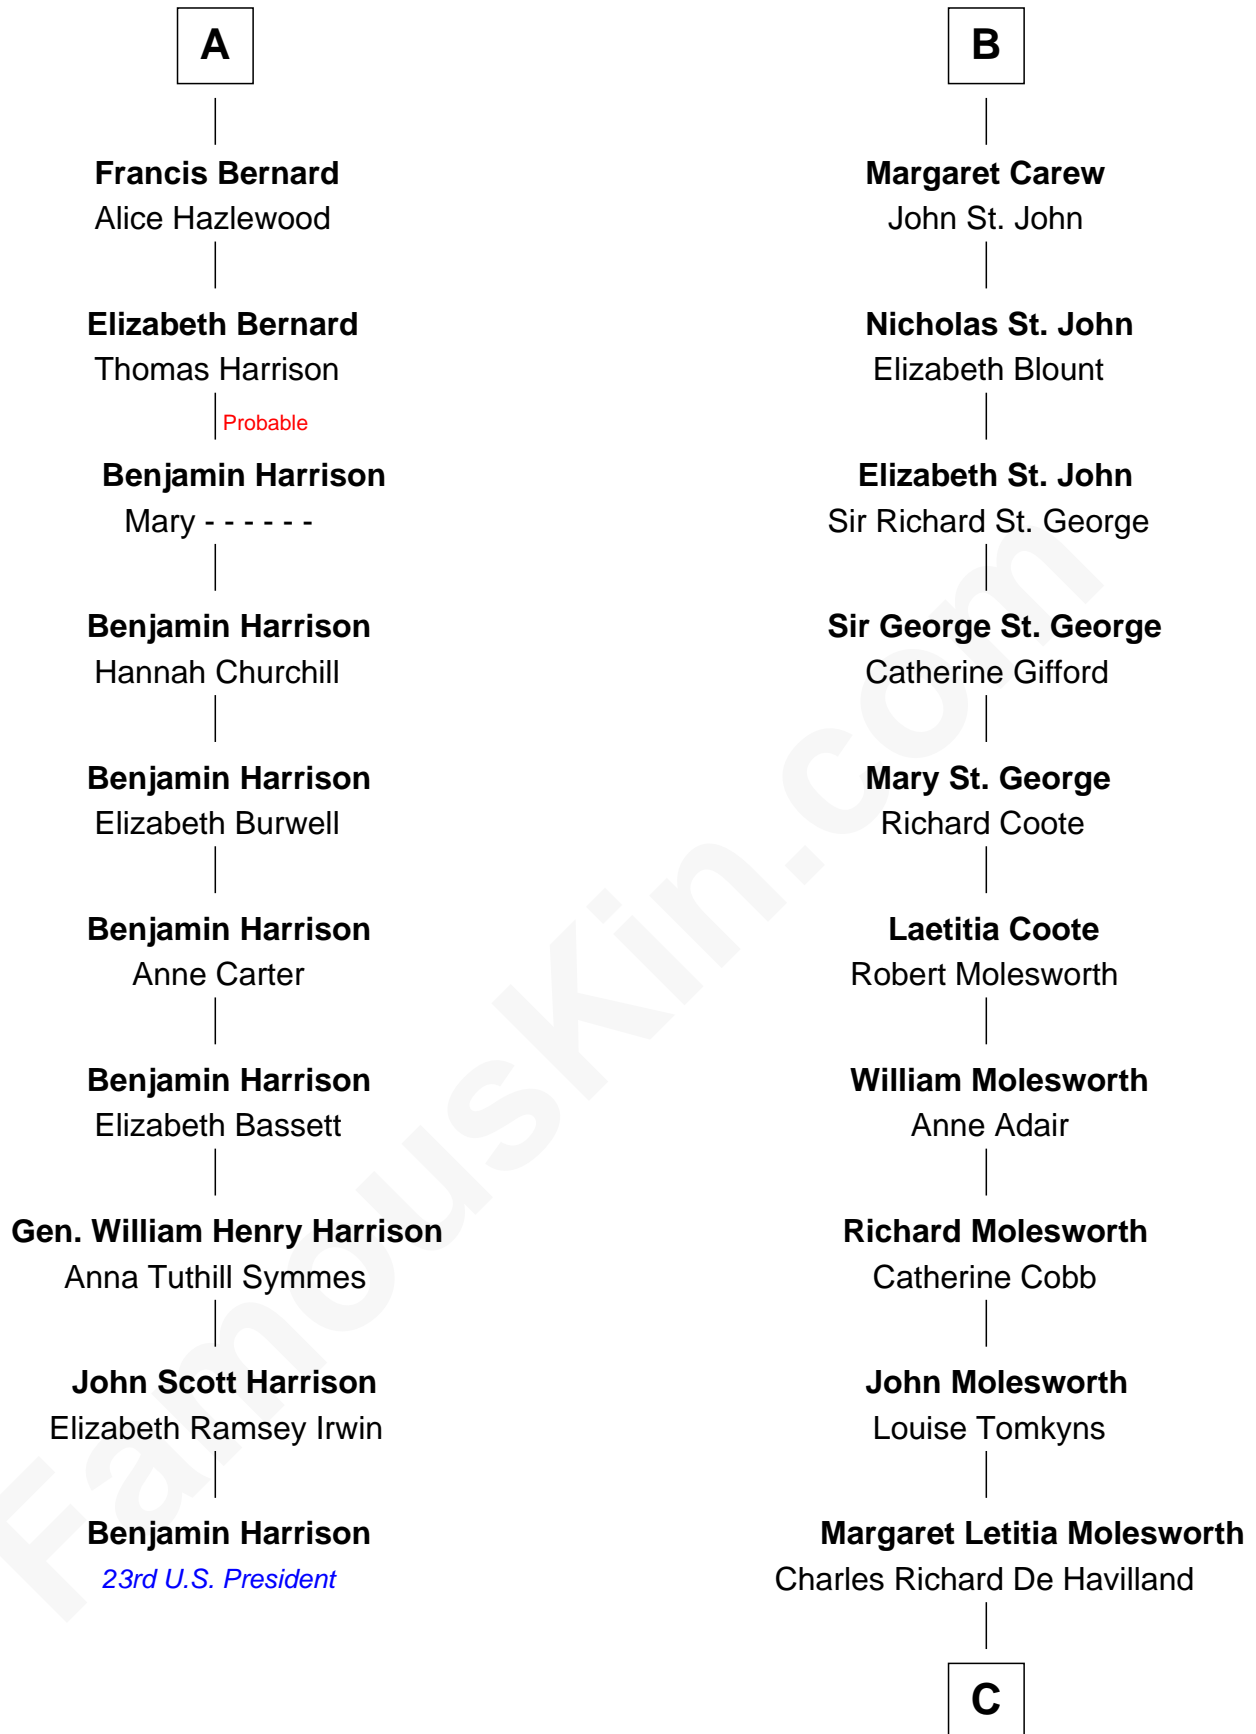 A
Francis Bernard
Alice Hazlewood
Elizabeth Bernard
Thomas Harrison
Probable
Benjamin Harrison
Mary - - - - - -
Benjamin Harrison
Hannah Churchill
Benjamin Harrison
Elizabeth Burwell
Benjamin Harrison
Anne Carter
Benjamin Harrison
Elizabeth Bassett
Gen. William Henry Harrison
Anna Tuthill Symmes
John Scott Harrison
Elizabeth Ramsey Irwin
Benjamin Harrison
23rd U.S. President
B
Margaret Carew
John St. John
Nicholas St. John
Elizabeth Blount
Elizabeth St. John
Sir Richard St. George
Sir George St. George
Catherine Gifford
Mary St. George
Richard Coote
Laetitia Coote
Robert Molesworth
William Molesworth
Anne Adair
Richard Molesworth
Catherine Cobb
John Molesworth
Louise Tomkyns
Margaret Letitia Molesworth
Charles Richard De Havilland
C
FamousKin.com